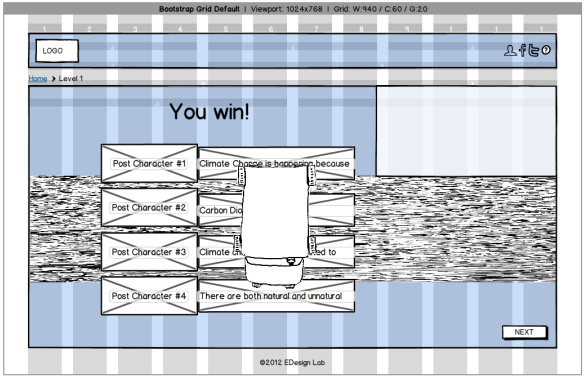 Bootstrap Grid Default | Viewport: 1024x768 | Grid: W:940 / C:60 / G:20
LOGO
Home > Level 1
You win!
Post Character #1
Climate Change is happening because
Post Character #2
Carbon Dio
Post Character #3
Climate ed to
Post Character #4
There are both natural and unnatural
NEXT
©2012 EDesign Lab